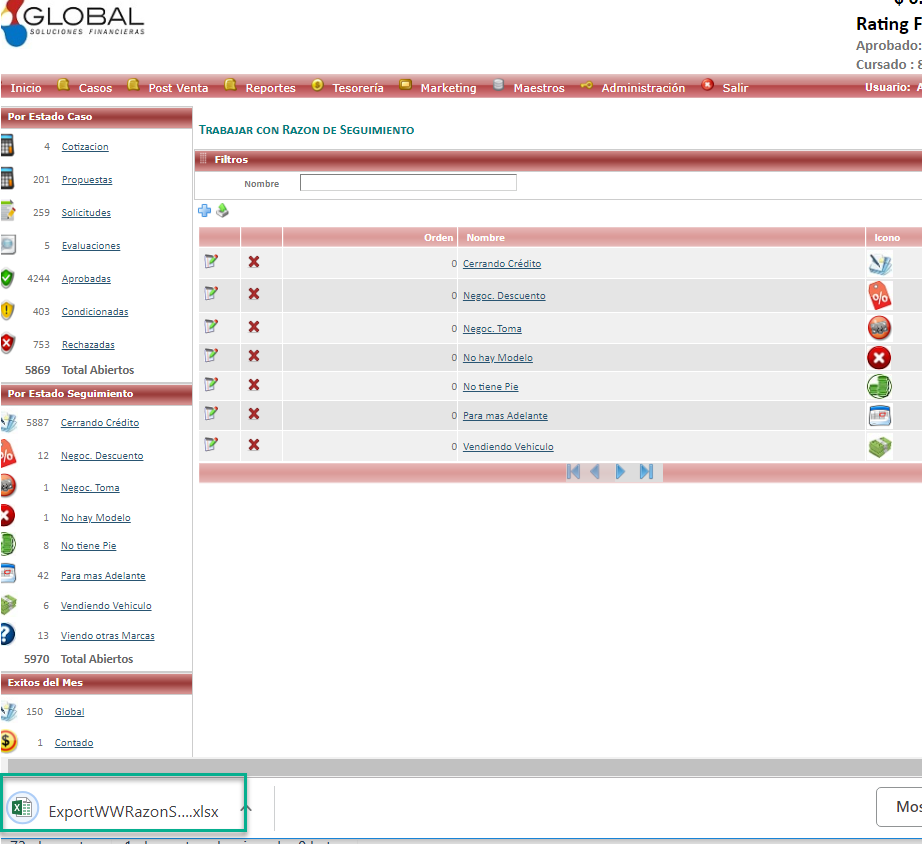 GLOBAL
SOLUCIONES FINANCIERAS
Rating F
Aprobado:
Cursado : 8
Inicio Casos Post Venta Reportes Tesorería Marketing Maestros Administración Salir Usuario:
Por Estado Caso
4 Cotizacion
201 Propuestas
259 Solicitudes
5 Evaluaciones
4244 Aprobadas
403 Condicionadas
753 Rechazadas
5869 Total Abiertos
Por Estado Seguimiento
5887 Cerrando Crédito
12 Negoc. Descuento
1 Negoc. Toma
1 No hay Modelo
8 No tiene Pie
42 Para mas Adelante
6 Vendiendo Vehículo
13 Viendo otras Marcas
5970 Total Abiertos
Exitos del Mes
150 Global
1 Contado
TRABAJAR CON RAZON DE SEGUIMIENTO
Filtros
Nombre
Orden Nombre Icono
0 Cerrando Crédito
0 Negoc. Descuento
0 Negoc. Toma
0 No hay Modelo
0 No tiene Pie
0 Para mas Adelante
0 Vendiendo Vehículo
ExportWWRazonS....xlsx
Mos